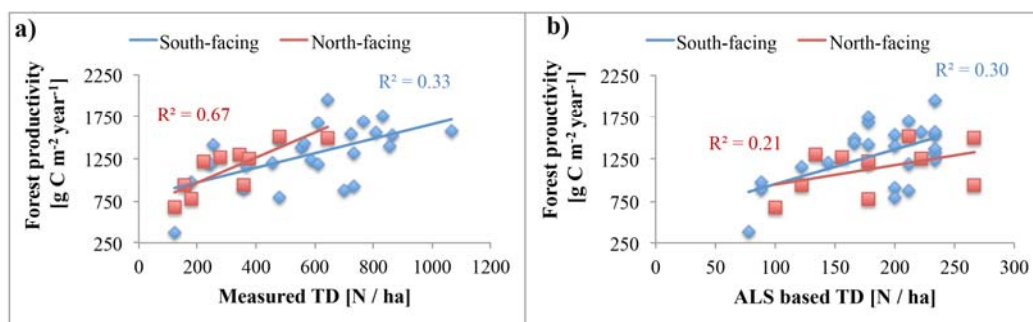 a)
South-facing North-facing
Forest productivity
[g C m⁻² year⁻¹]
2250
1750
1250
750
250
R² = 0.67
R² = 0.33
0 200 400 600 800 1000 1200
Measured TD [N / ha]
b)
South-facing North-facing
Forest prouctivity
[g C m⁻² year⁻¹]
2250
1750
1250
750
250
R² = 0.30
R² = 0.21
0 50 100 150 200 250 300
ALS based TD [N / ha]